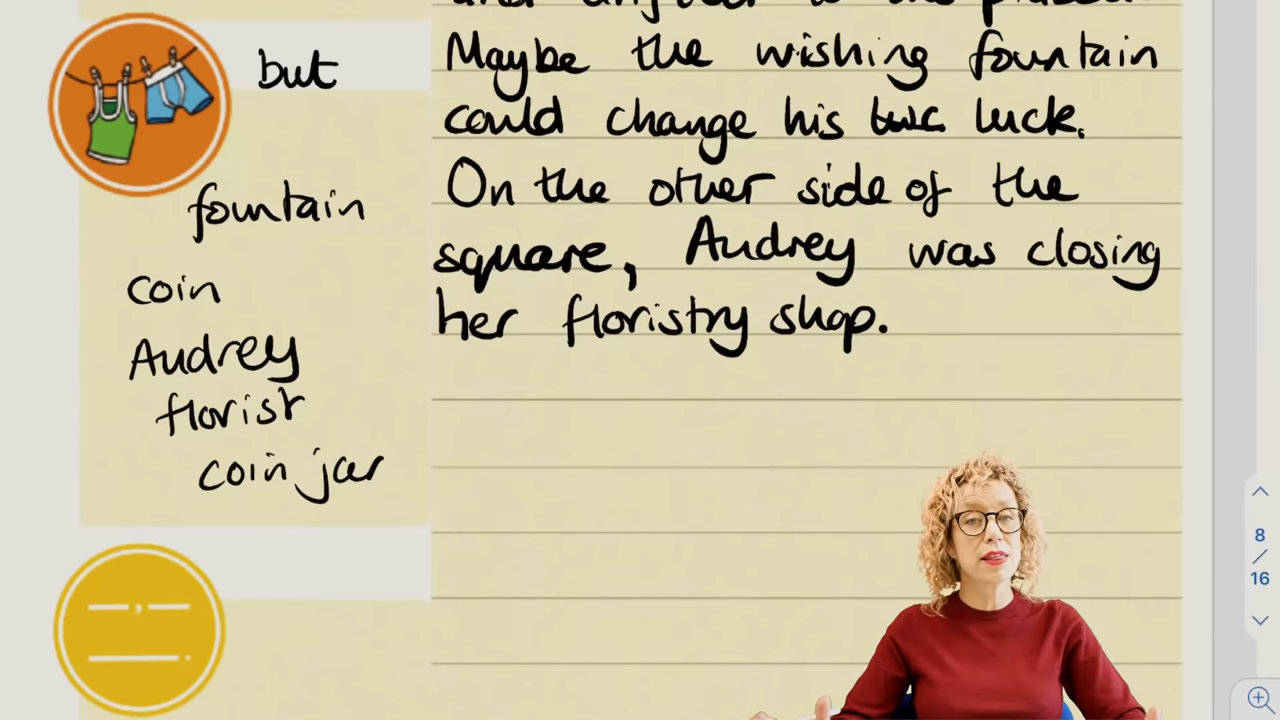 but
fountain
coin
Audrey
florist
coin jar
Maybe the wishing fountain
could change his luck.
On the other side of the
square, Audrey was closing
her floristry shop.
8
/
16